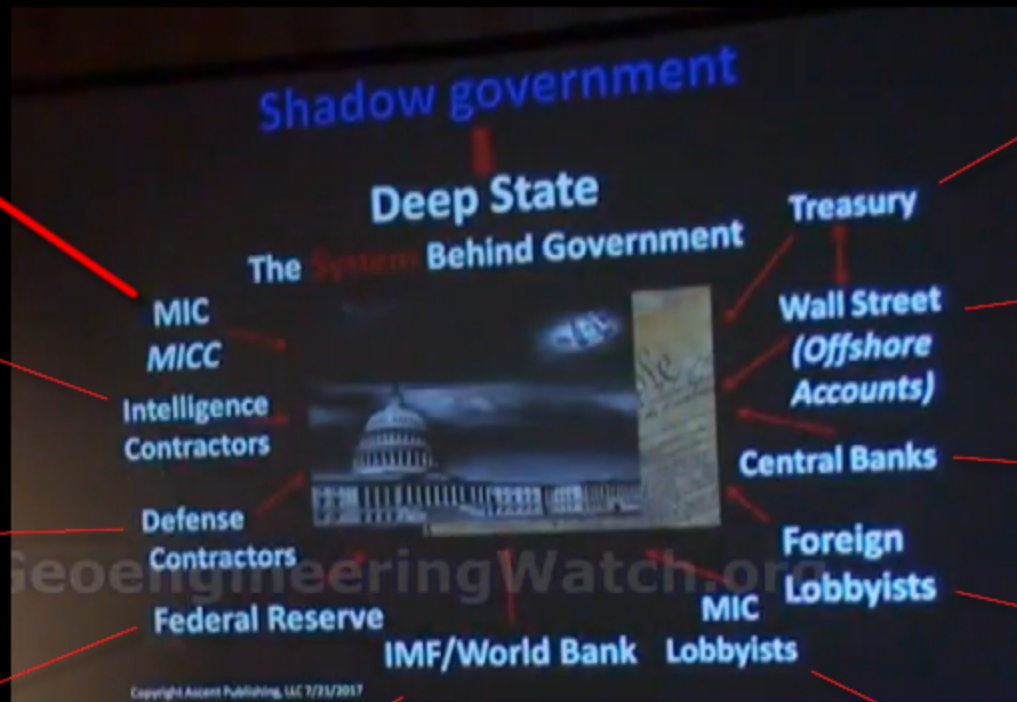 Shadow government
Deep State
The System Behind Government
Treasury
MIC
MICC
Wall Street
(Offshore
Accounts)
Intelligence
Contractors
Central Banks
Defense
Contractors
Foreign
Lobbyists
GeoengineeringWatch.org
Federal Reserve
MIC
Lobbyists
IMF/World Bank
Copyright Ascent Publishing, LLC 7/21/2017